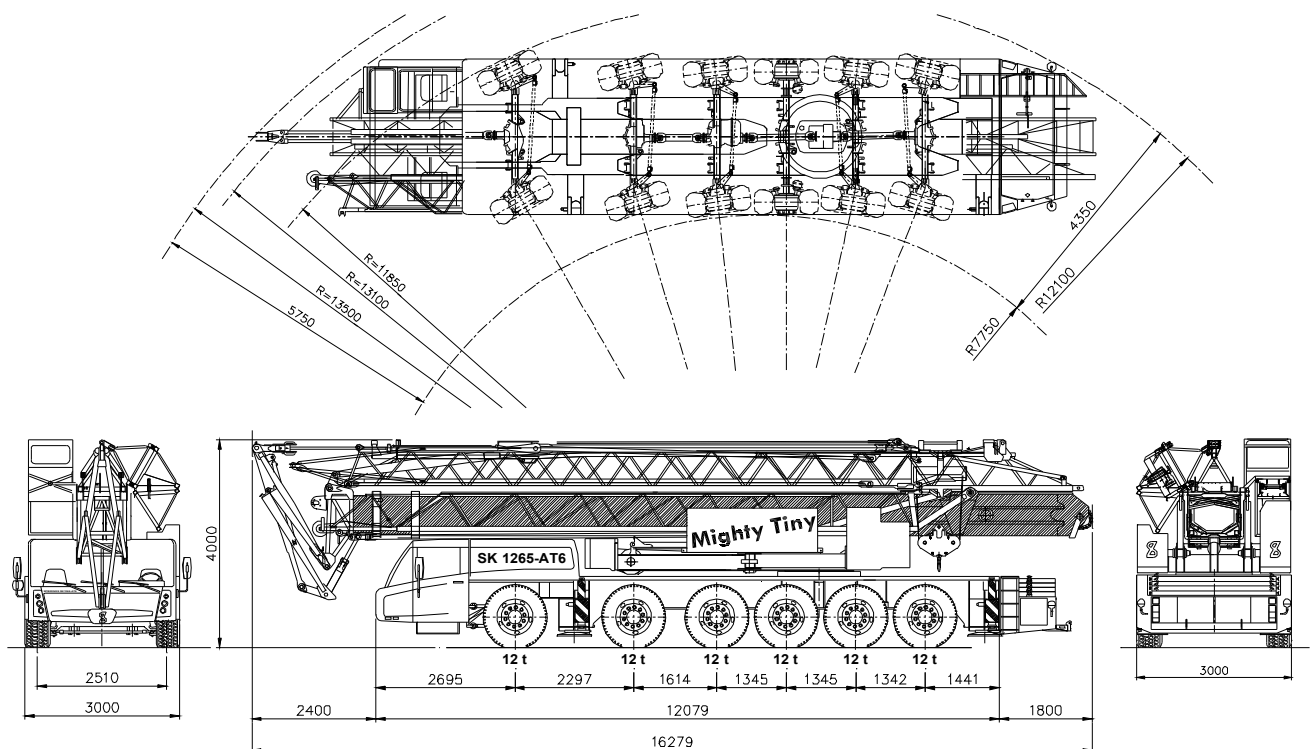 4350
R12100
R7750
R=11850
R=13100
R=13500
5750
4000
Mighty Tiny
SK 1265-AT6
12 t 12 t 12 t 12 t 12 t 12 t
2510
2695 2297 1614 1345 1345 1342 1441
3000
3000
2400 12079 1800
16279